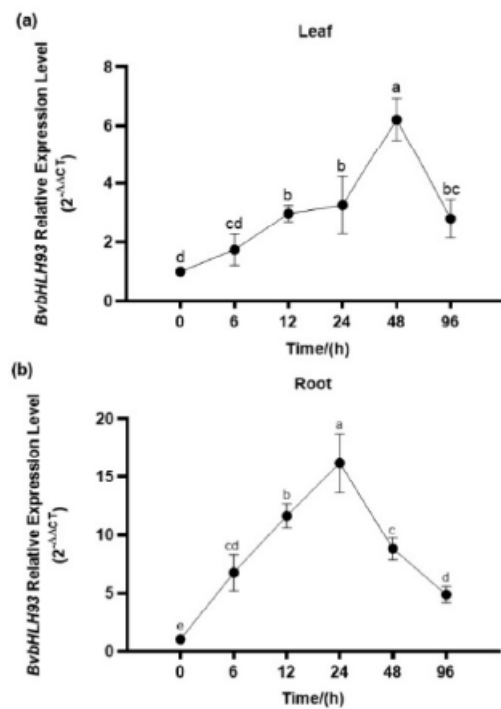 (a)
Leaf
BvbHLH93 Relative Expression Level
(2⁻ΔΔCT)
8
6
4
2
0
d
cd
b
b
a
bc
0 6 12 24 48 96
Time/(h)
(b)
Root
BvbHLH93 Relative Expression Level
(2⁻ΔΔCT)
20
15
10
5
0
e
cd
b
a
c
d
0 6 12 24 48 96
Time/(h)